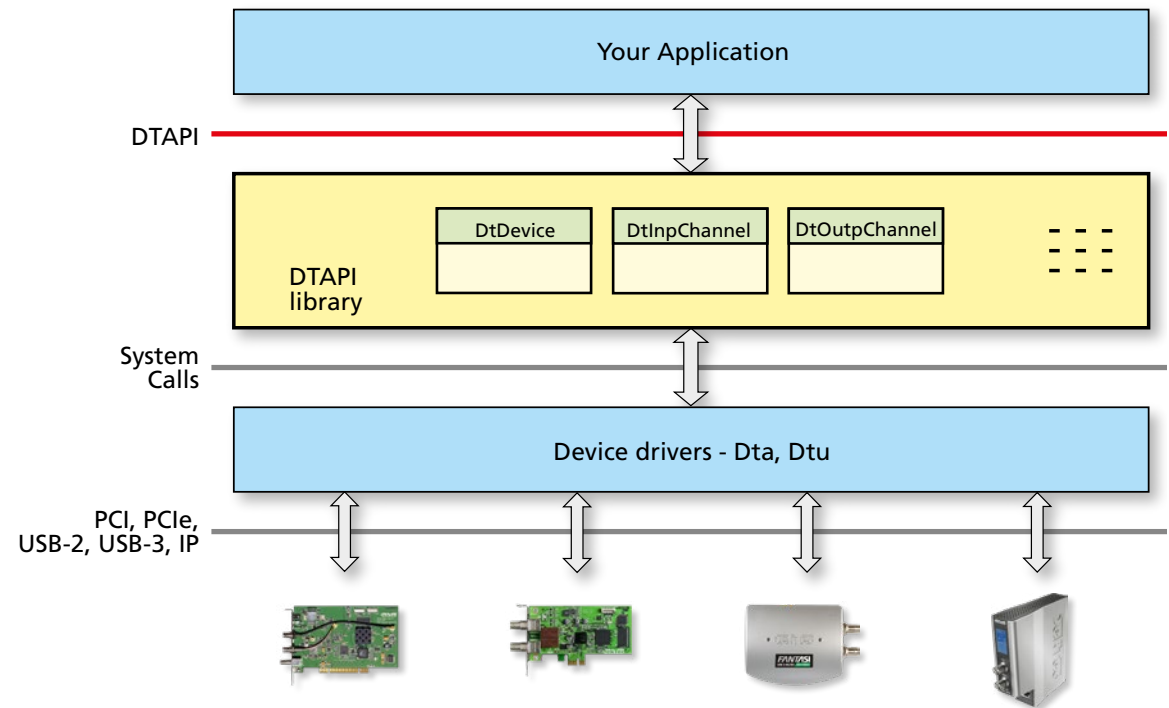 Your Application
DTAPI
DtDevice
DtInpChannel
DtOutpChannel
DTAPI
library
System
Calls
Device drivers - Dta, Dtu
PCI, PCIe,
USB-2, USB-3, IP
FANTASI